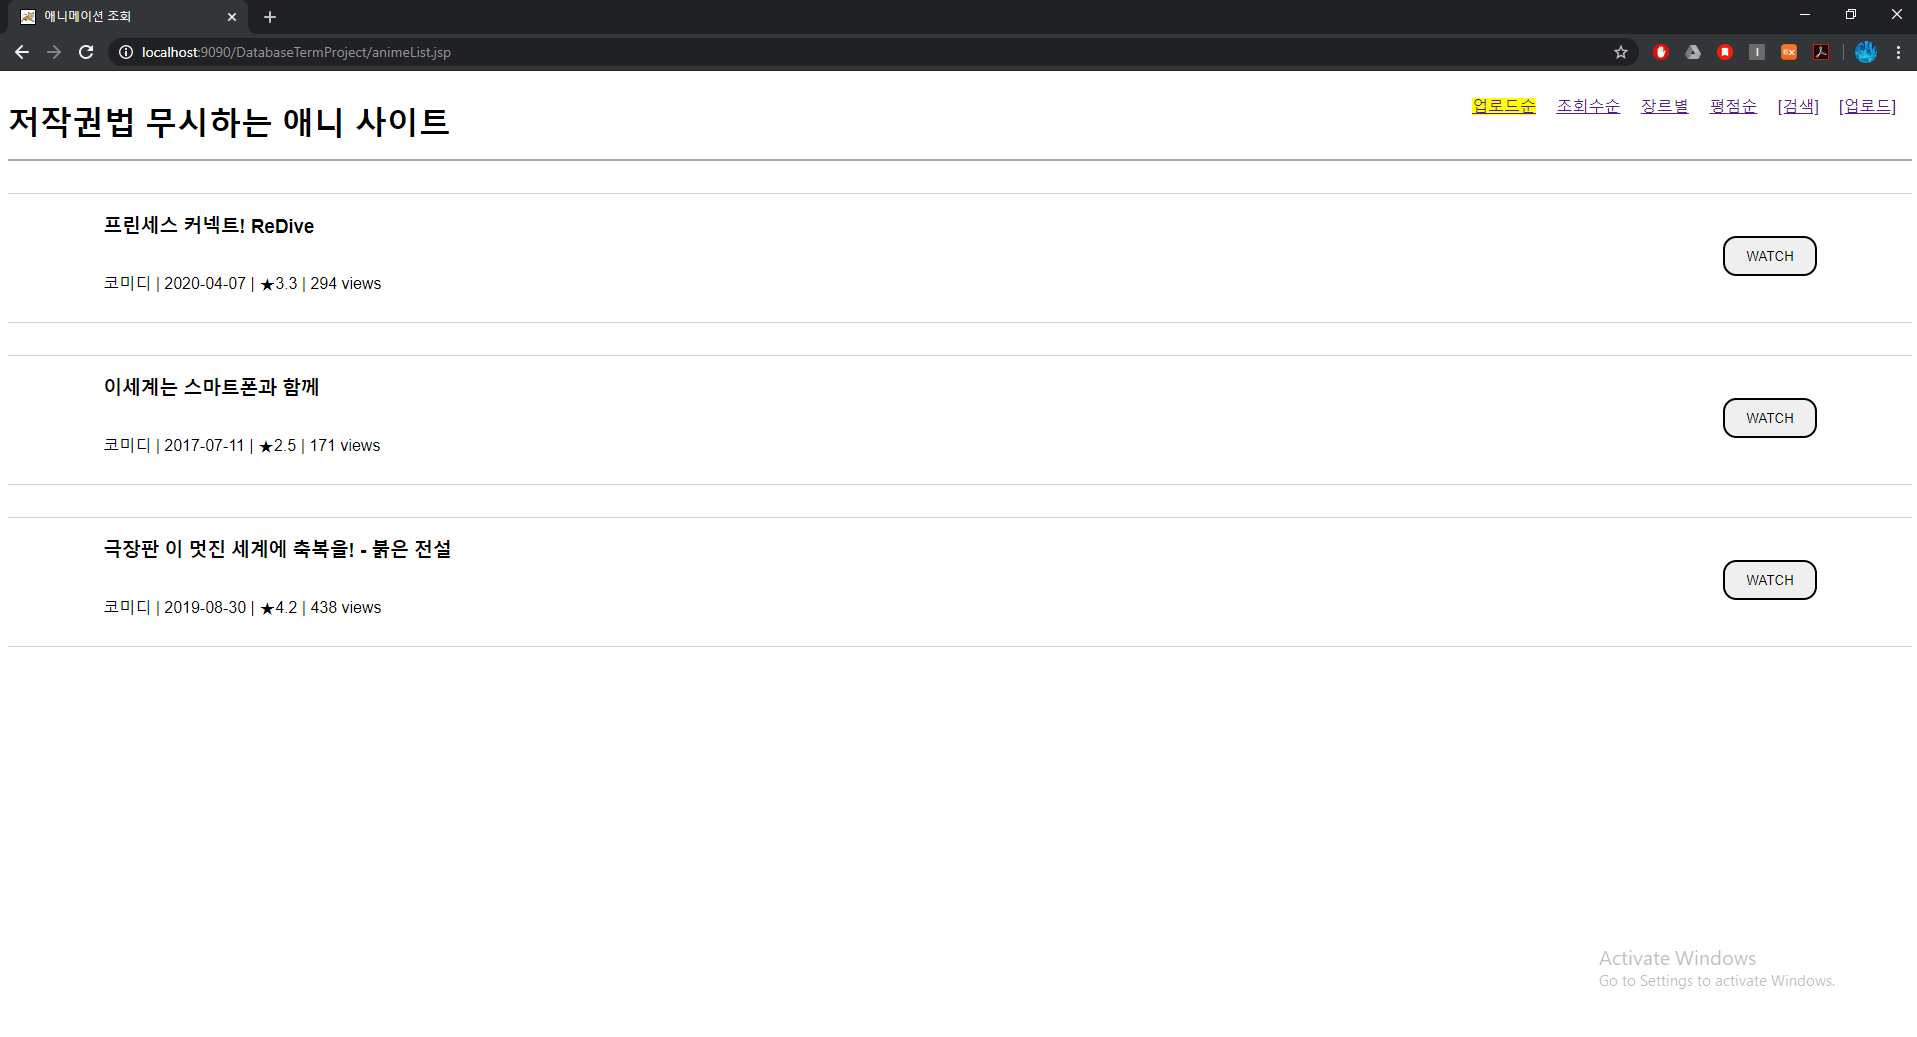 애니메이션 조회
localhost:9090/DatabaseTermProject/animeList.jsp
저작권법 무시하는 애니 사이트
업로드순 조회수순 장르별 평점순 [검색] [업로드]
프린세스 커넥트! ReDive
WATCH
코미디 | 2020-04-07 | ★3.3 | 294 views
이세계는 스마트폰과 함께
WATCH
코미디 | 2017-07-11 | ★2.5 | 171 views
극장판 이 멋진 세계에 축복을! - 붉은 전설
WATCH
코미디 | 2019-08-30 | ★4.2 | 438 views
Activate Windows
Go to Settings to activate Windows.